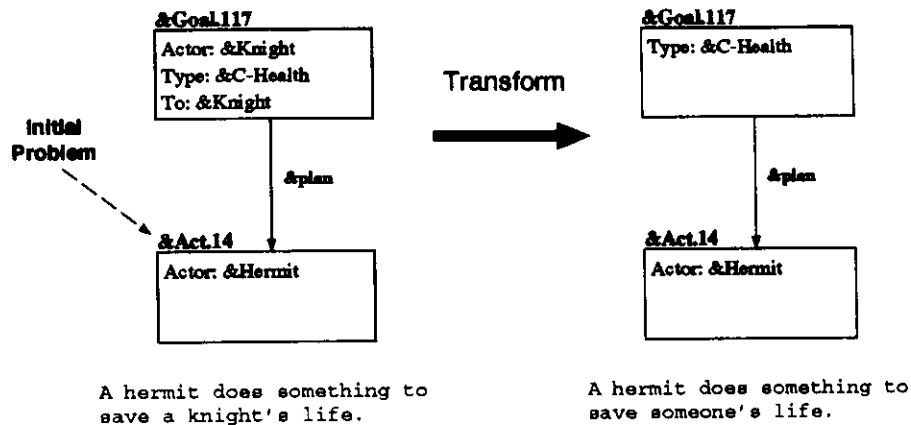 &Goal.117
Actor: &Knight
Type: &C-Health
To: &Knight
Transform
&Goal.117
Type: &C-Health
Initial
Problem
&plan
&plan
&Act.14
Actor: &Hermit
&Act.14
Actor: &Hermit
A hermit does something to
save a knight's life.
A hermit does something to
save someone's life.